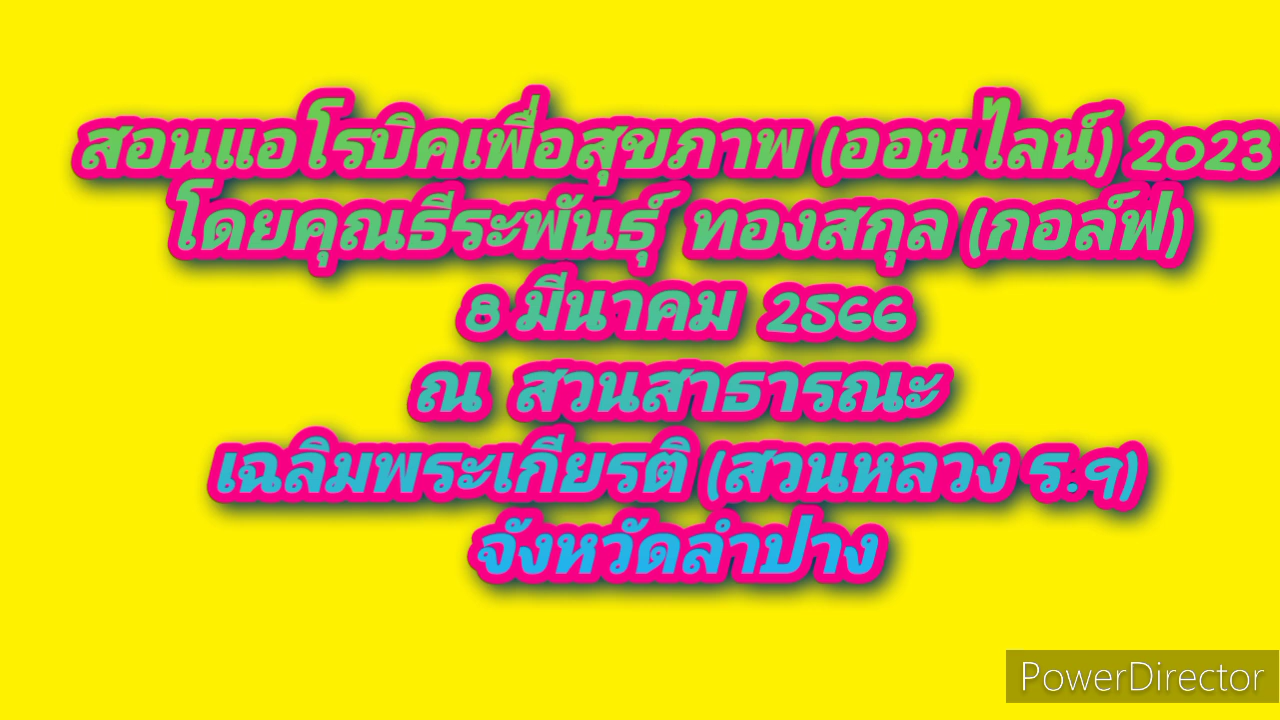 สอนแอโรบิคเพื่อสุขภาพ (ออนไลน์) 2023
โดยคุณธีระพันธุ์ ทองสกุล (กอล์ฟ)
8 มีนาคม 2566
ณ สวนสาธารณะ
เฉลิมพระเกียรติ (สวนหลวง ร.9)
จังหวัดลำปาง
PowerDirector